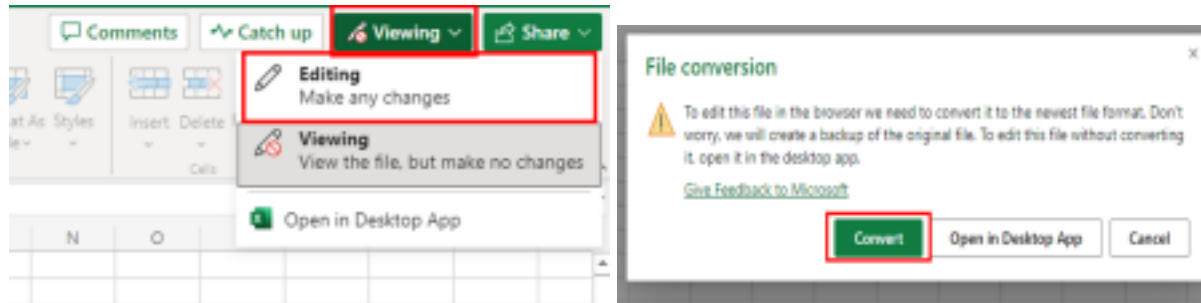 Comments
Catch up
Viewing
Share
Editing
Make any changes
at As Styles
Insert Delete
Cells
Viewing
View the file, but make no changes
Open in Desktop App
N O
File conversion
To edit this file in the browser we need to convert it to the newest file format. Don't
worry, we will create a backup of the original file. To edit this file without converting
it, open it in the desktop app.
Give Feedback to Microsoft
Convert Open in Desktop App Cancel